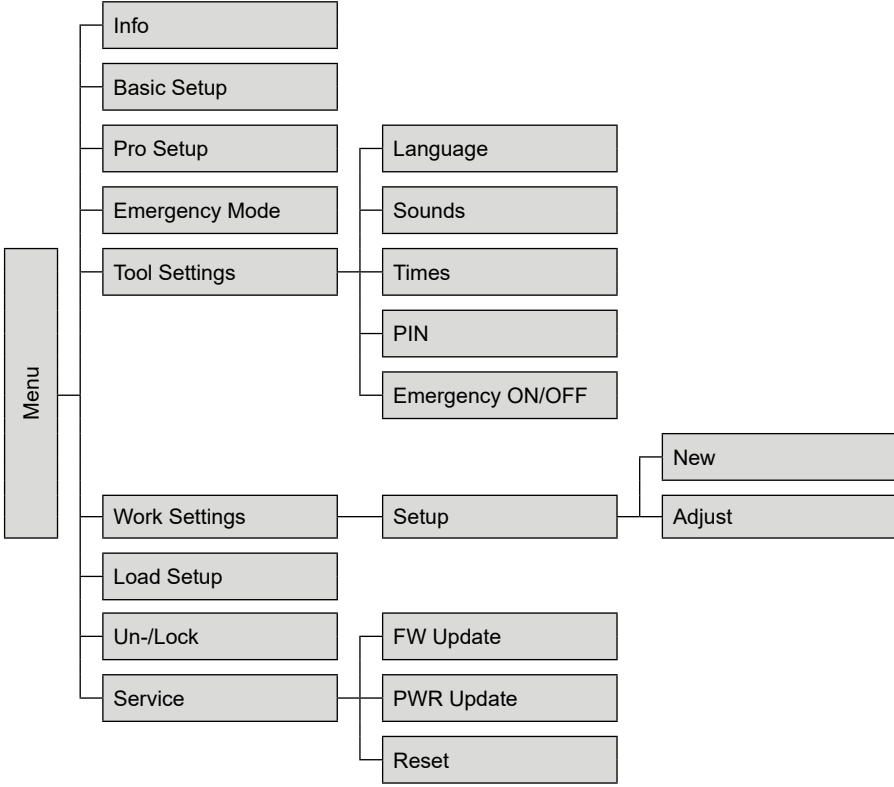 Info
Basic Setup
Pro Setup
Language
Emergency Mode
Sounds
Tool Settings
Times
PIN
Menu
Emergency ON/OFF
New
Work Settings
Setup
Adjust
Load Setup
Un-/Lock
FW Update
Service
PWR Update
Reset